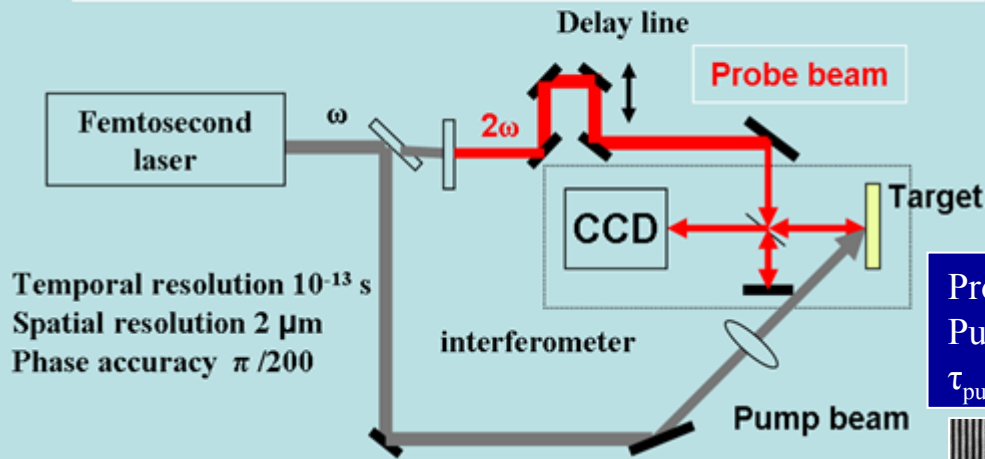 Delay line
Probe beam
Femtosecond
laser
ω
2ω
Target
CCD
Temporal resolution 10⁻¹³ s
Spatial resolution 2 μm
Phase accuracy π /200
interferometer
Pump beam